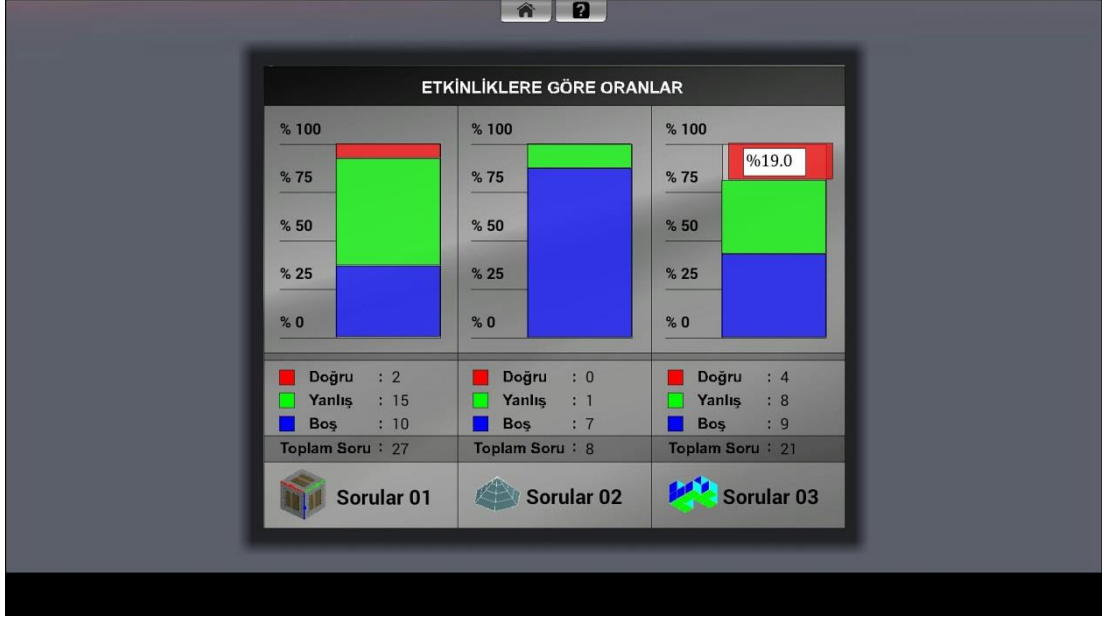 ?
ETKİNLİKLERE GÖRE ORANLAR
% 100
% 75
% 50
% 25
% 0
Doğru : 2
Yanlış : 15
Boş : 10
Toplam Soru : 27
Sorular 01
% 100
% 75
% 50
% 25
% 0
Doğru : 0
Yanlış : 1
Boş : 7
Toplam Soru : 8
Sorular 02
% 100
%19.0
% 75
% 50
% 25
% 0
Doğru : 4
Yanlış : 8
Boş : 9
Toplam Soru : 21
Sorular 03